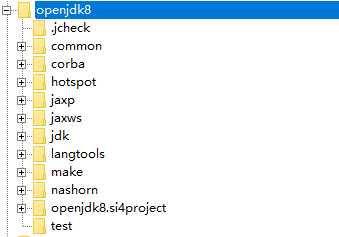 openjdk8
.jcheck
common
corba
hotspot
jaxp
jaxws
jdk
langtools
make
nashorn
openjdk8.si4project
test